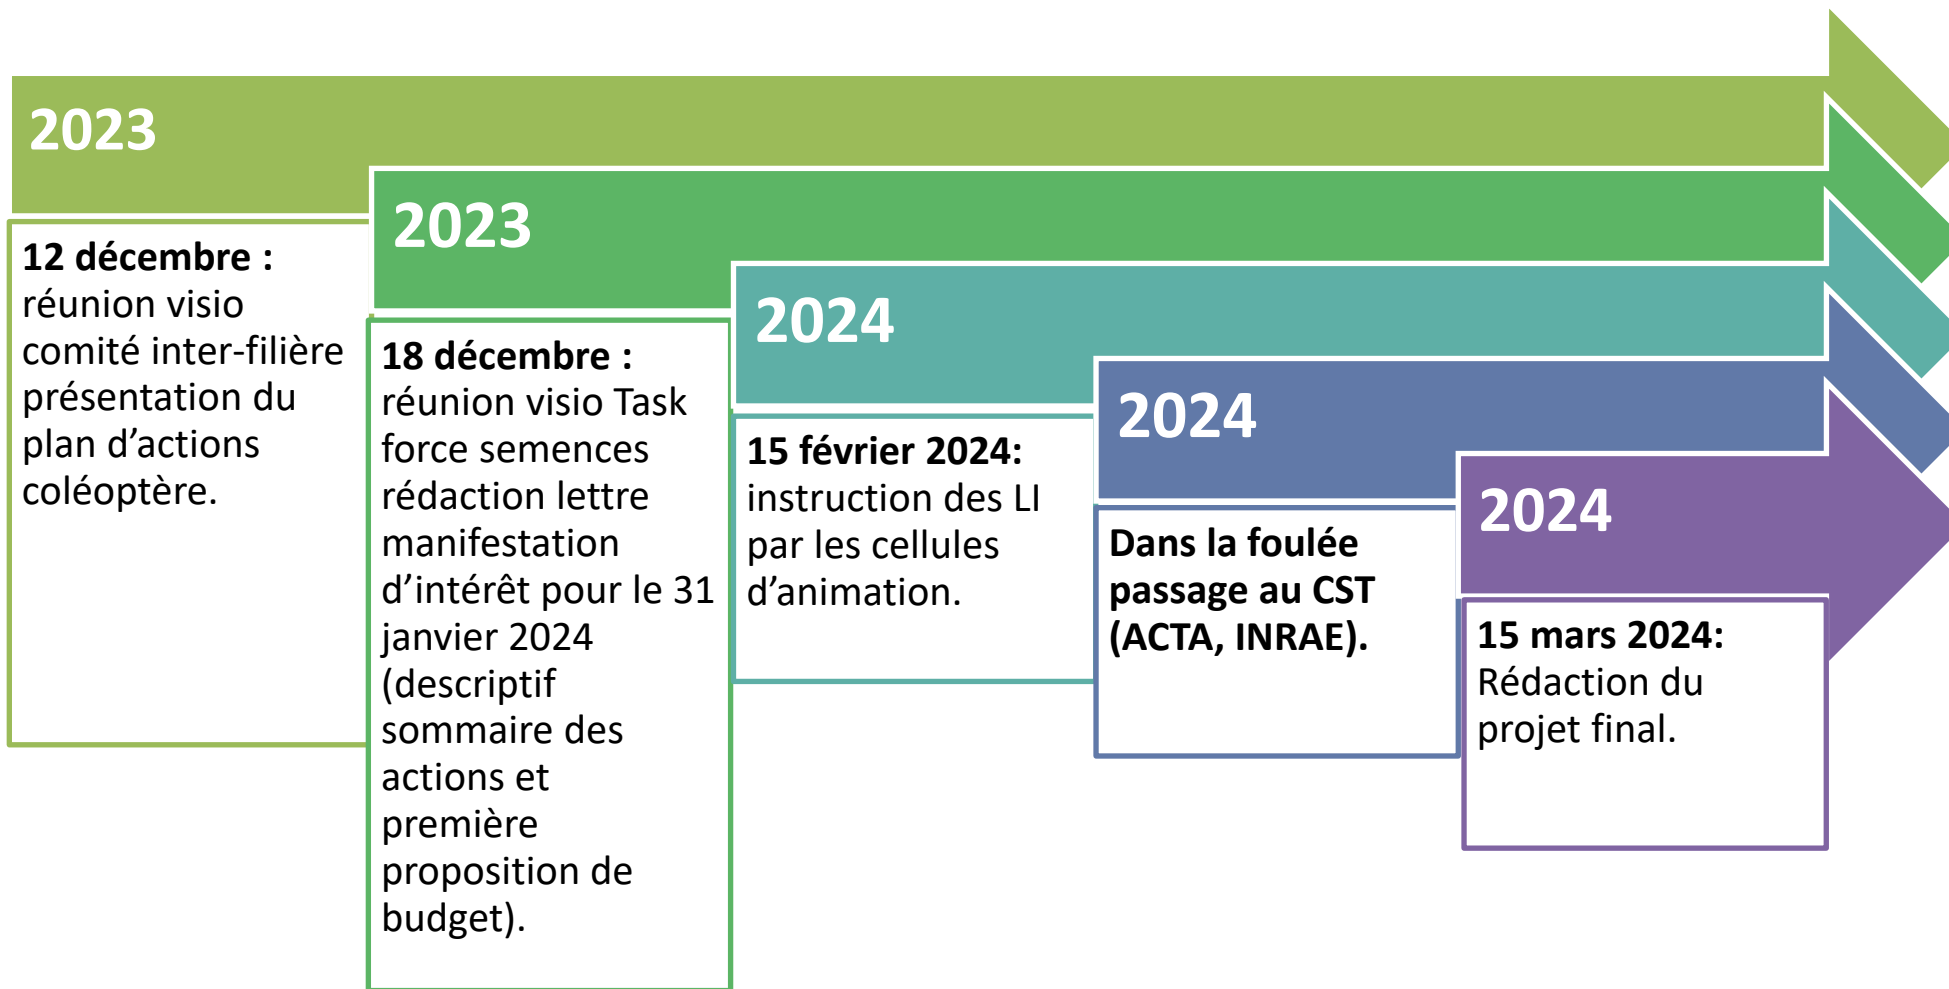 2023
12 décembre :
réunion visio
comité inter-filière
présentation du
plan d’actions
coléoptère.
2023
18 décembre :
réunion visio Task
force semences
rédaction lettre
manifestation
d’intérêt pour le 31
janvier 2024
(descriptif
sommaire des
actions et
première
proposition de
budget).
2024
15 février 2024:
instruction des LI
par les cellules
d’animation.
2024
Dans la foulée
passage au CST
(ACTA, INRAE).
2024
15 mars 2024:
Rédaction du
projet final.